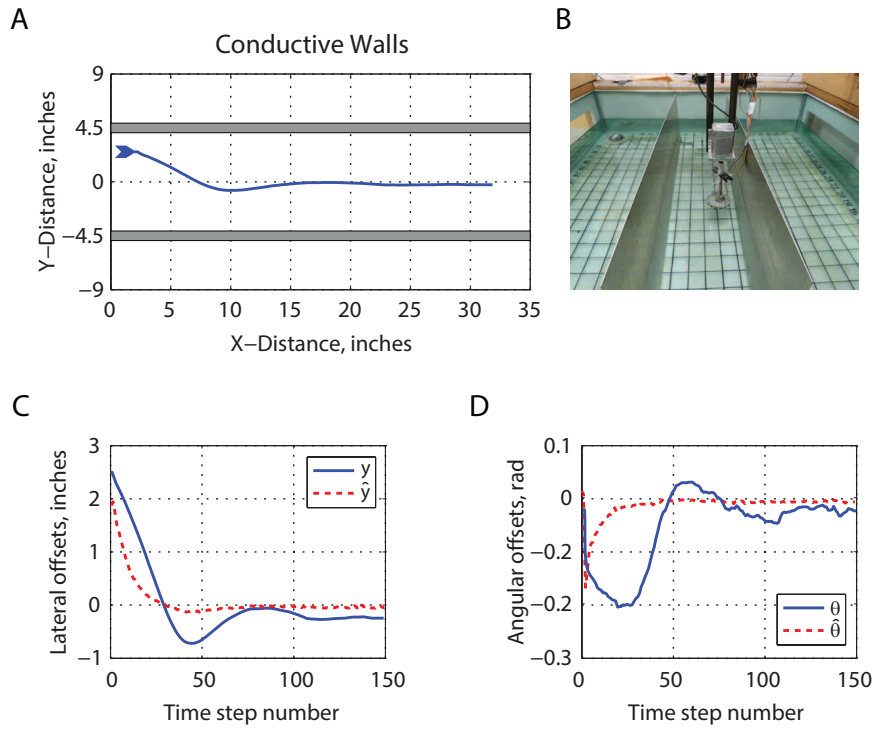 A
Conductive Walls
9
4.5
0
−4.5
−9
Y−Distance, inches
0 5 10 15 20 25 30 35
X−Distance, inches
B
C
3
2
1
0
−1
Lateral offsets, inches
y
ŷ
0 50 100 150
Time step number
D
0.1
0
−0.2
−0.2
−0.3
Angular offsets, rad
θ
θ̂
0 50 100 150
Time step number